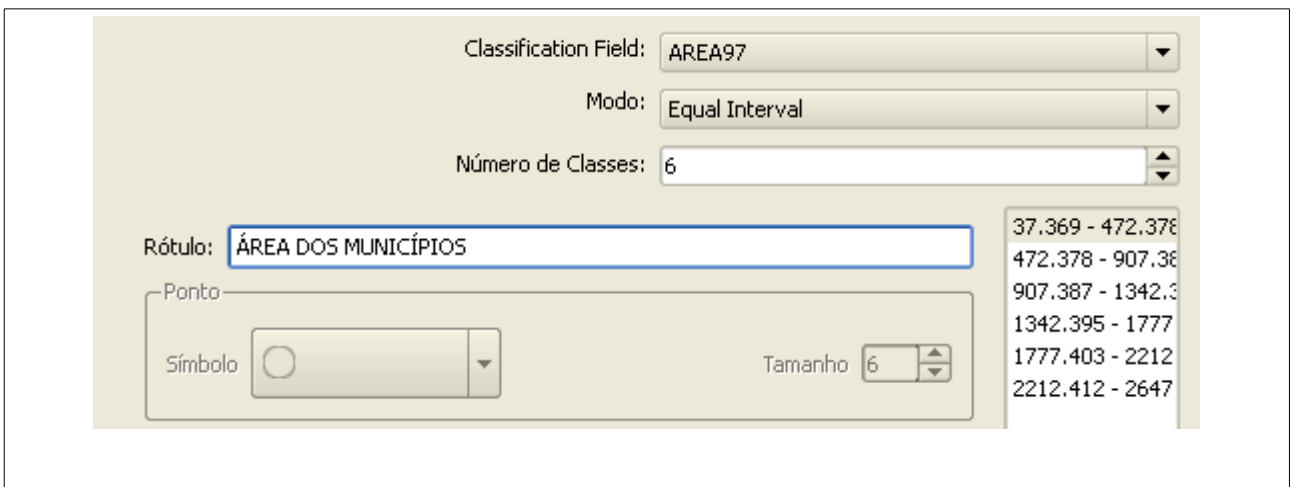 Classification Field: AREA97
Modo: Equal Interval
Número de Classes: 6
Rótulo: ÁREA DOS MUNICÍPIOS
Ponto
Símbolo
Tamanho 6
37.369 - 472.378
472.378 - 907.38
907.387 - 1342.3
1342.395 - 1777
1777.403 - 2212
2212.412 - 2647